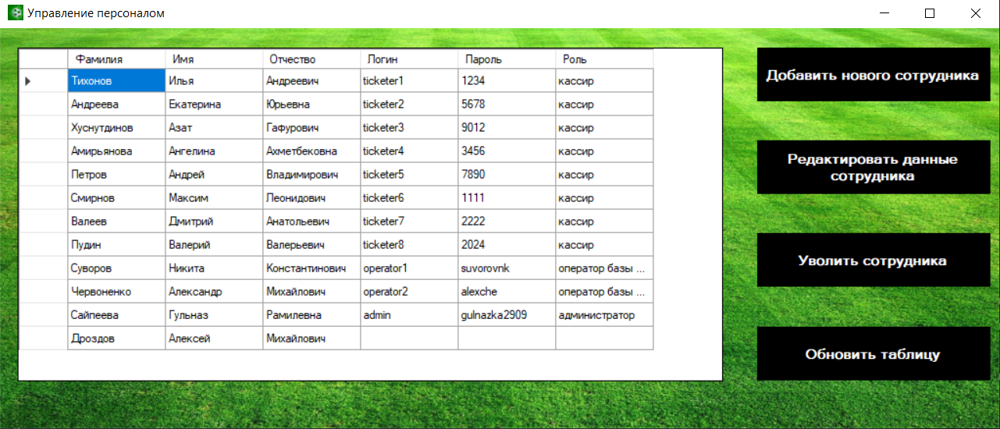 Управление персоналом
Фамилия Имя Отчество Логин Пароль Роль
Тихонов Илья Андреевич ticketer1 1234 кассир
Андреева Екатерина Юрьевна ticketer2 5678 кассир
Хуснутдинов Азат Гафурович ticketer3 9012 кассир
Амирьянова Ангелина Ахметбековна ticketer4 3456 кассир
Петров Андрей Владимирович ticketer5 7890 кассир
Смирнов Максим Леонидович ticketer6 1111 кассир
Валеев Дмитрий Анатольевич ticketer7 2222 кассир
Пудин Валерий Валерьевич ticketer8 2024 кассир
Суворов Никита Константинович operator1 suvorovnk оператор базы ...
Червоненко Александр Михайлович operator2 alexche оператор базы ...
Сайпеева Гульназ Рамилевна admin gulnazka2909 администратор
Дроздов Алексей Михайлович
Добавить нового сотрудника
Редактировать данные
сотрудника
Уволить сотрудника
Обновить таблицу